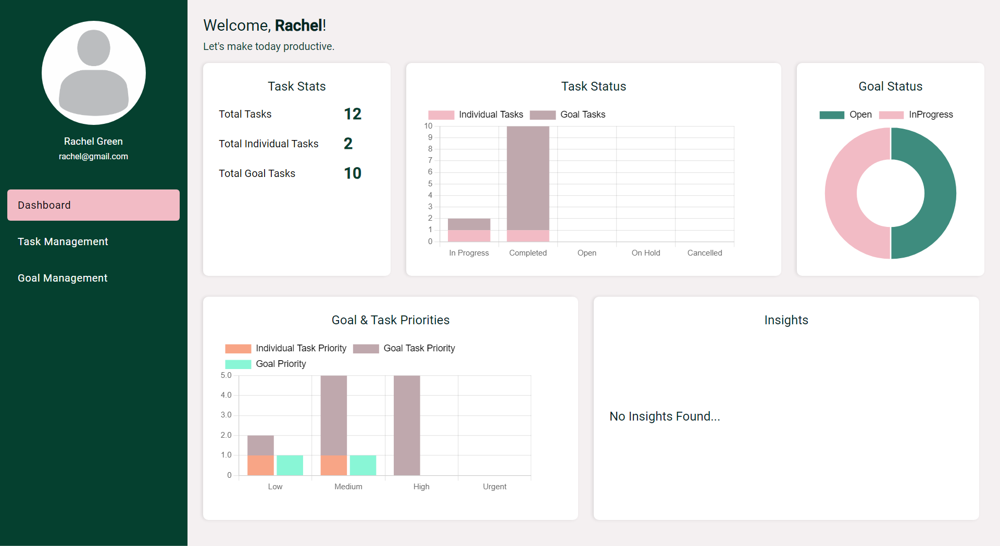 Rachel Green
rachel@gmail.com
Dashboard
Task Management
Goal Management
Welcome, Rachel!
Let's make today productive.
Task Stats
Total Tasks 12
Total Individual Tasks 2
Total Goal Tasks 10
Task Status
Individual Tasks Goal Tasks
10
9
8
7
6
5
4
3
2
1
0
In Progress Completed Open On Hold Cancelled
Goal Status
Open InProgress
Goal & Task Priorities
Individual Task Priority Goal Task Priority
Goal Priority
5.0
4.0
3.0
2.0
1.0
0
Low Medium High Urgent
Insights
No Insights Found...